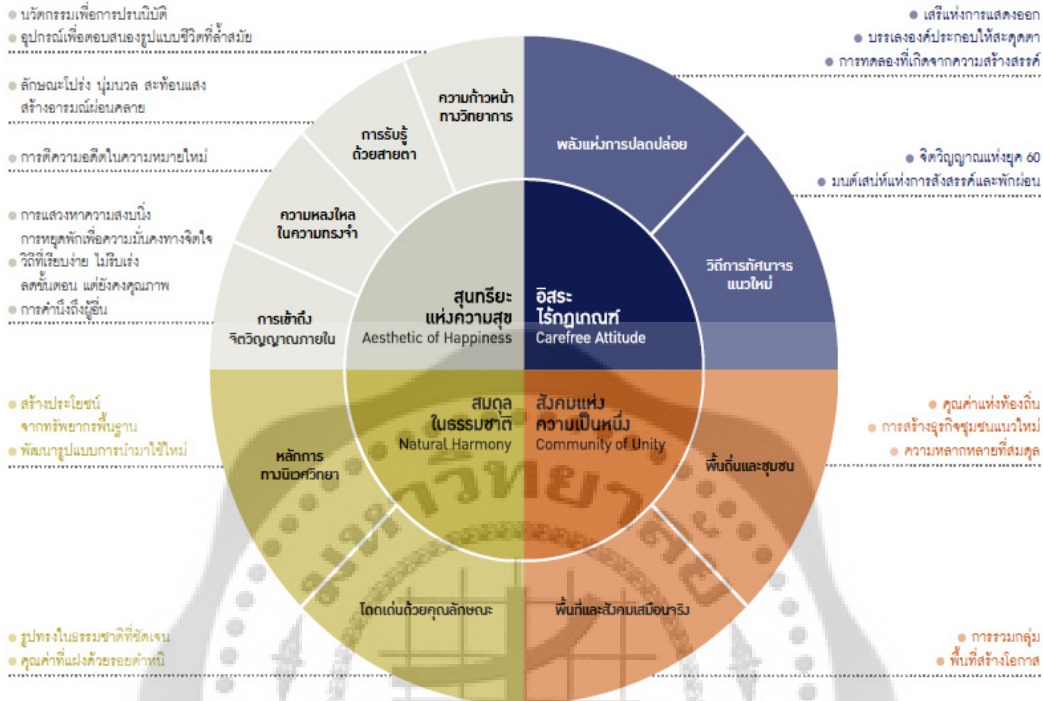 นวัตกรรมเพื่อการปรนนิบัติ
อุปกรณ์เพื่อตอบสนองรูปแบบชีวิตที่ล้ำสมัย
ลักษณะโปร่ง นุ่มนวล สะท้อนแสง
สร้างอารมณ์ผ่อนคลาย
การตีความอดีตในความหมายใหม่
การแสวงหาความสงบนิ่ง
การหยุดพักเพื่อความมั่นคงทางจิตใจ
วิถีที่เรียบง่าย ไม่รีบเร่ง
ลดขั้นตอน แต่ยังคงคุณภาพ
การคำนึงถึงผู้อื่น
สร้างประโยชน์
จากทรัพยากรพื้นฐาน
พัฒนารูปแบบการนำมาใช้ใหม่
รูปทรงในธรรมชาติที่ชัดเจน
คุณค่าที่แฝงด้วยรอยตำหนิ
ความก้าวหน้า
ทางวิทยาการ
การรับรู้
ด้วยสายตา
ความหลงใหล
ในความทรงจำ
การเข้าถึง
จิตวิญญาณภายใน
สุนทรียะ
แห่งความสุข
Aesthetic of Happiness
อิสระ
ไร้กฎเกณฑ์
Carefree Attitude
สมดุล
ในธรรมชาติ
Natural Harmony
สังคมแห่ง
ความเป็นหนึ่ง
Community of Unity
พลังแห่งการปลดปล่อย
วิถีการทัศนาจร
แนวใหม่
หลักการ
ทางนิเวศวิทยา
โดดเด่นด้วยคุณลักษณะ
พื้นที่และสังคมเสมือนจริง
พื้นถิ่นและชุมชน
เสรีแห่งการแสดงออก
บรรเลงองค์ประกอบให้สะดุดตา
การทดลองที่เกิดจากความสร้างสรรค์
จิตวิญญาณแห่งยุค 60
มนต์เสน่ห์แห่งการสังสรรค์และพักผ่อน
คุณค่าแห่งท้องถิ่น
การสร้างธุรกิจชุมชนแนวใหม่
ความหลากหลายที่สมดุล
การรวมกลุ่ม
พื้นที่สร้างโอกาส